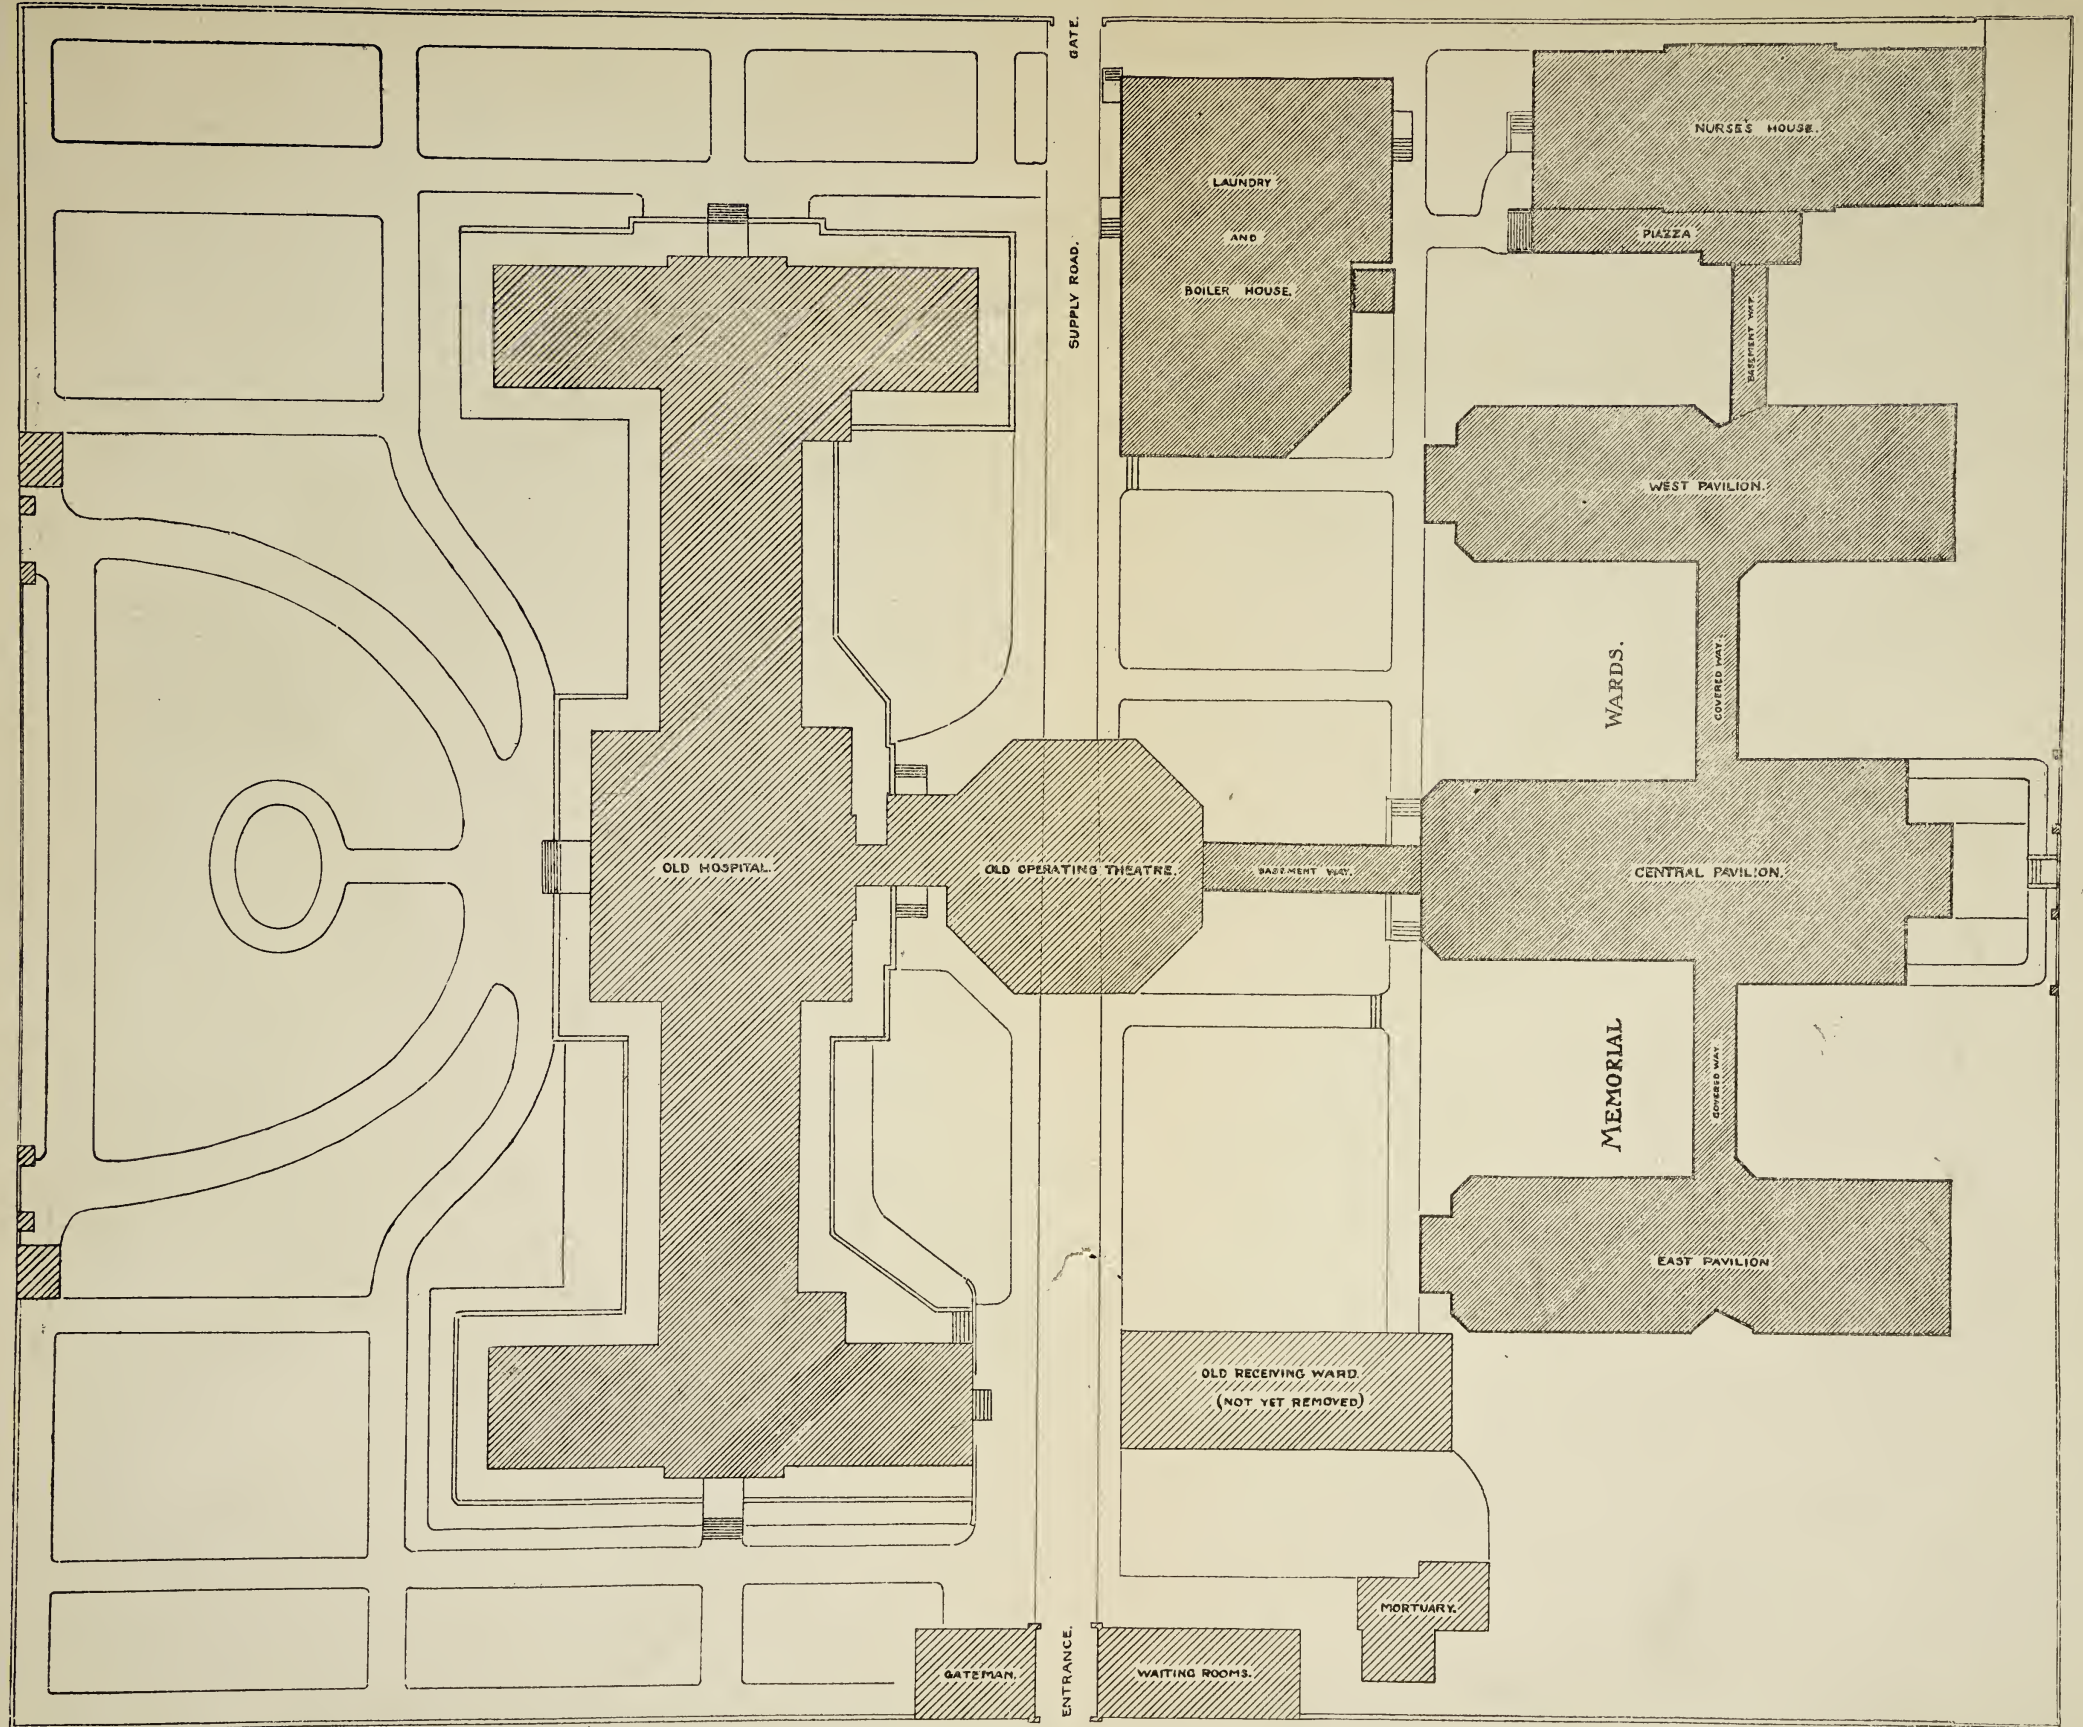 GATE.
NURSE'S HOUSE.
LAUNDRY
AND
BOILER HOUSE.
PIAZZA
SUPPLY ROAD.
BASEMENT WAY.
WEST PAVILION.
WARDS.
COVERED WAY.
OLD HOSPITAL.
OLD OPERATING THEATRE.
BASEMENT WAY.
CENTRAL PAVILION.
MEMORIAL
COVERED WAY.
EAST PAVILION
OLD RECEIVING WARD.
(NOT YET REMOVED)
MORTUARY.
ENTRANCE.
GATEMAN.
WAITING ROOMS.